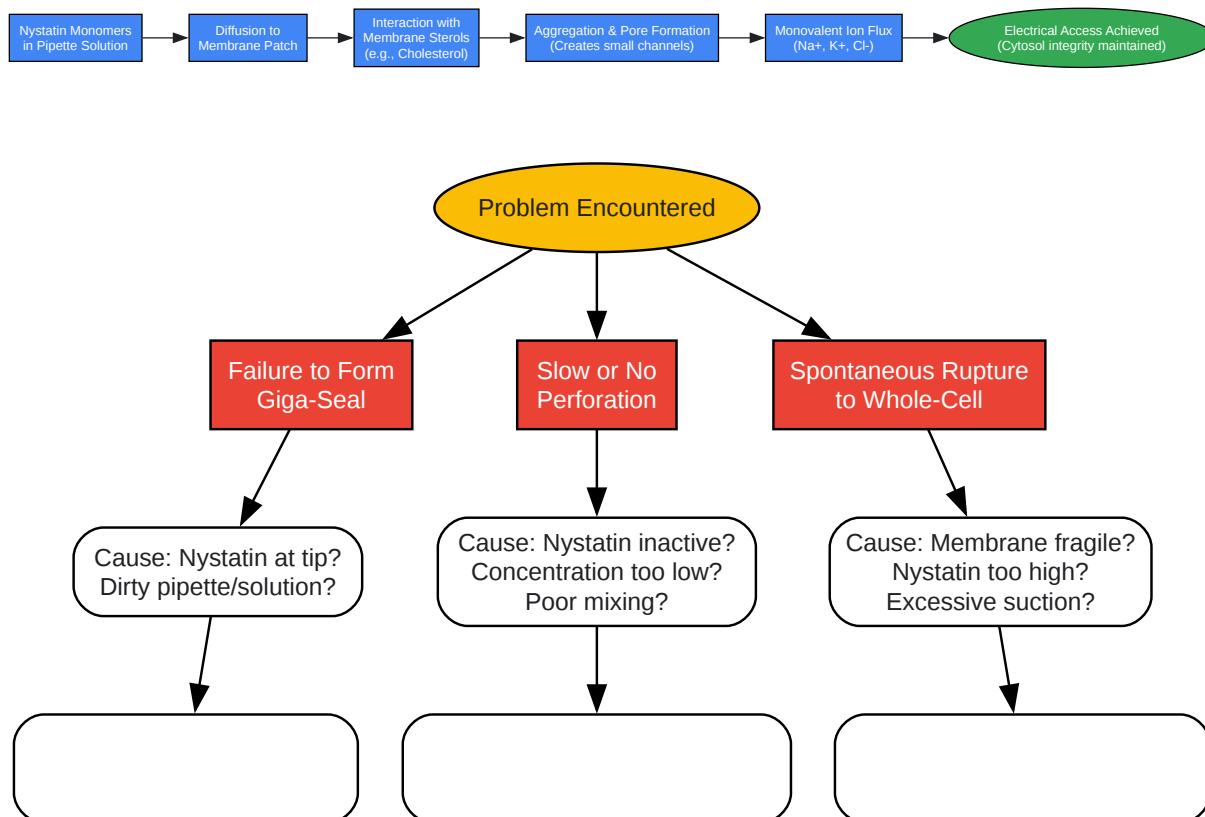 Nystatin Monomers
in Pipette Solution
Diffusion to
Membrane Patch
Interaction with
Membrane Sterols
(e.g., Cholesterol)
Aggregation & Pore Formation
(Creates small channels)
Monovalent Ion Flux
(Na+, K+, Cl-)
Electrical Access Achieved
(Cytosol integrity maintained)
Problem Encountered
Failure to Form
Giga-Seal
Slow or No
Perforation
Spontaneous Rupture
to Whole-Cell
Cause: Nystatin at tip?
Dirty pipette/solution?
Cause: Nystatin inactive?
Concentration too low?
Poor mixing?
Cause: Membrane fragile?
Nystatin too high?
Excessive suction?